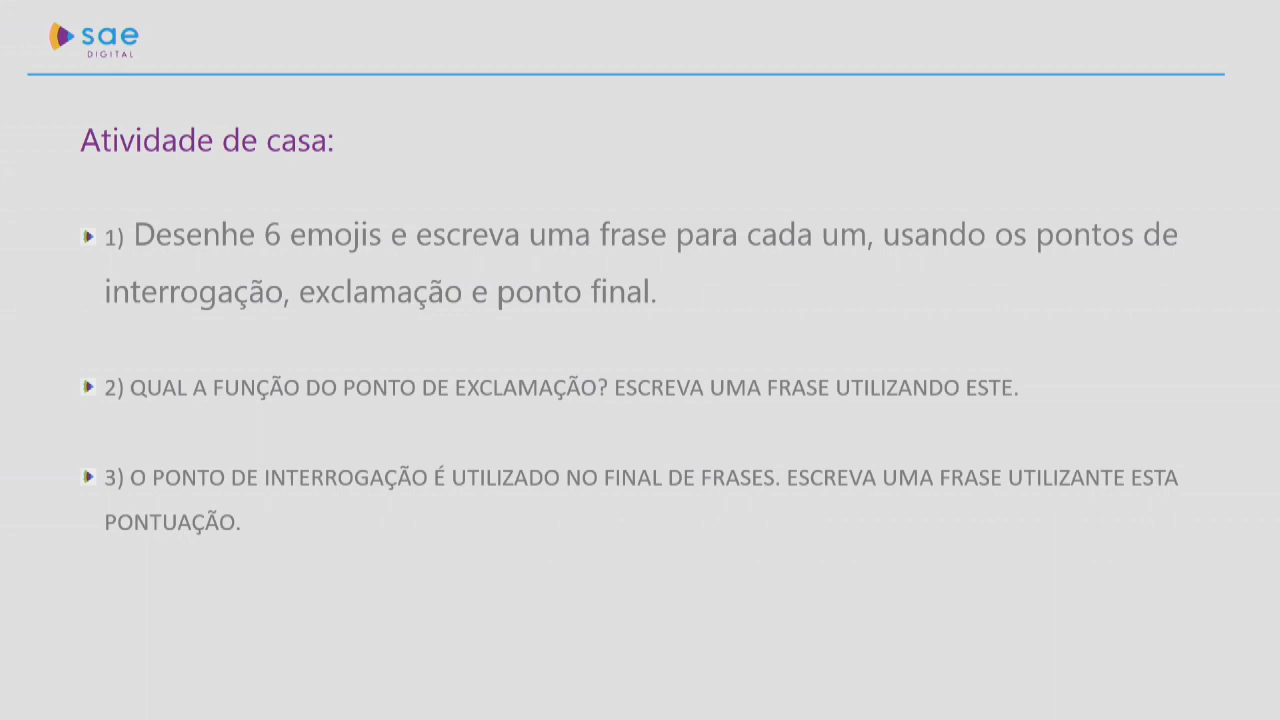 sae
DIGITAL
Atividade de casa:
1) Desenhe 6 emojis e escreva uma frase para cada um, usando os pontos de
interrogação, exclamação e ponto final.
2) QUAL A FUNÇÃO DO PONTO DE EXCLAMAÇÃO? ESCREVA UMA FRASE UTILIZANDO ESTE.
3) O PONTO DE INTERROGAÇÃO É UTILIZADO NO FINAL DE FRASES. ESCREVA UMA FRASE UTILIZANTE ESTA
PONTUAÇÃO.